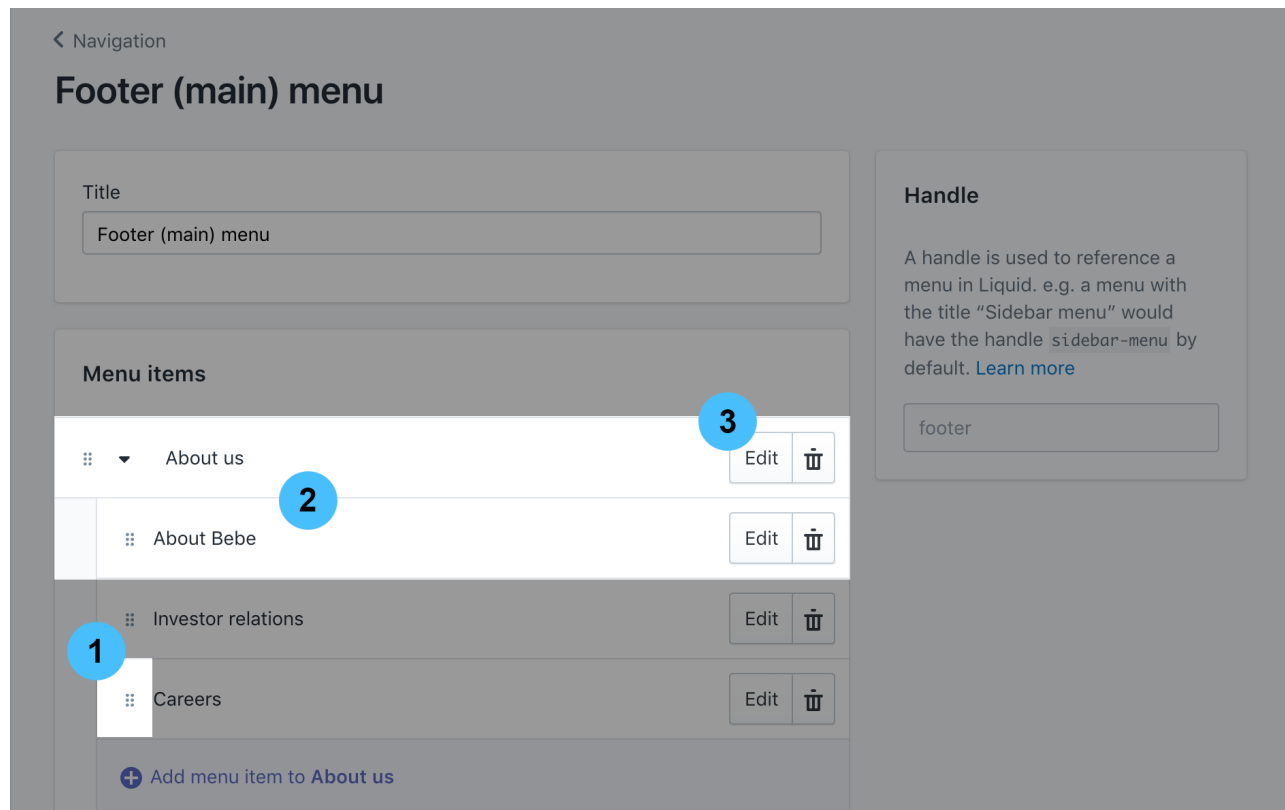 Navigation
Footer (main) menu
Title
Footer (main) menu
Handle
A handle is used to reference a
menu in Liquid. e.g. a menu with
the title “Sidebar menu” would
have the handle sidebar-menu by
default. Learn more
footer
Menu items
3
About us Edit
2
About Bebe Edit
Investor relations Edit
1
Careers Edit
Add menu item to About us